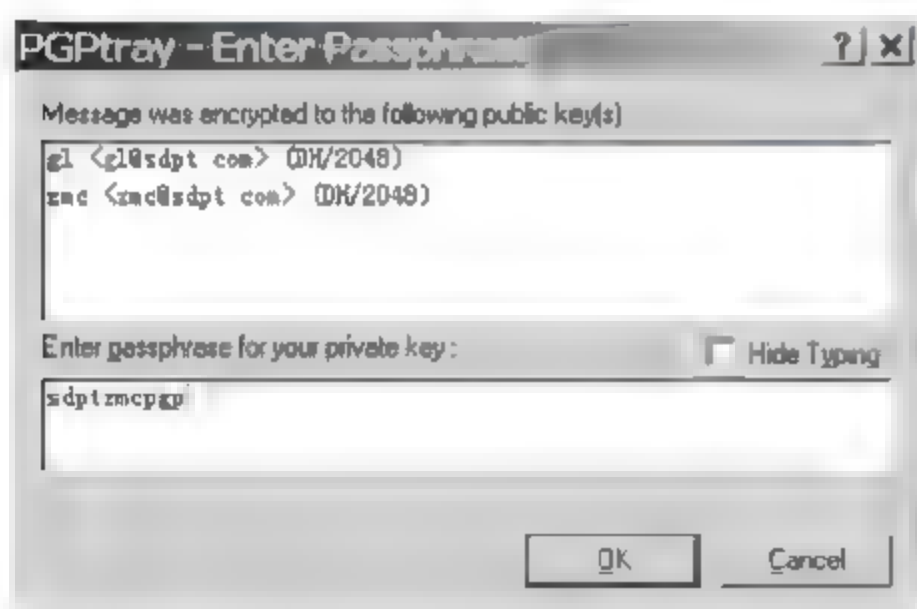 PGPtray - Enter Passphrase
? X
Message was encrypted to the following public key(s)
gl <gl@sdpt com> (DH/2048)
zmc <zmc@sdpt com> (DH/2048)
Enter passphrase for your private key :
Hide Typing
sdptzmcpgp
OK
Cancel